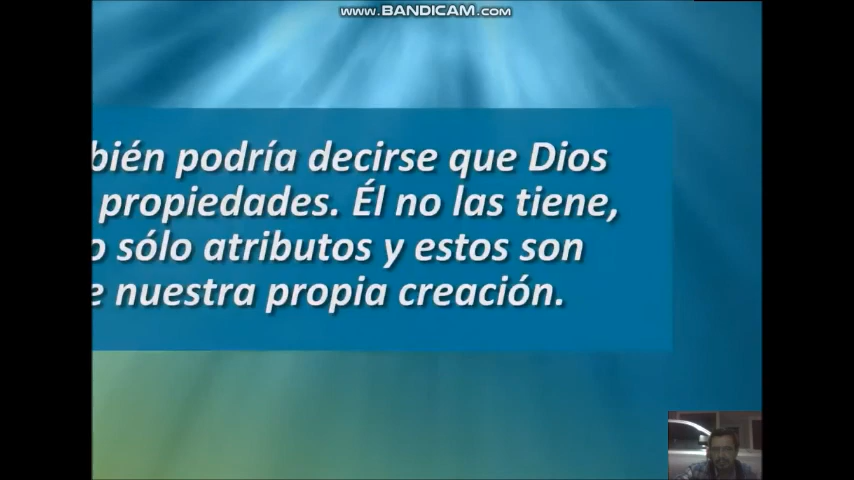 www.BANDICAM.com
bién podría decirse que Dios
propiedades. Él no las tiene,
o sólo atributos y estos son
e nuestra propia creación.